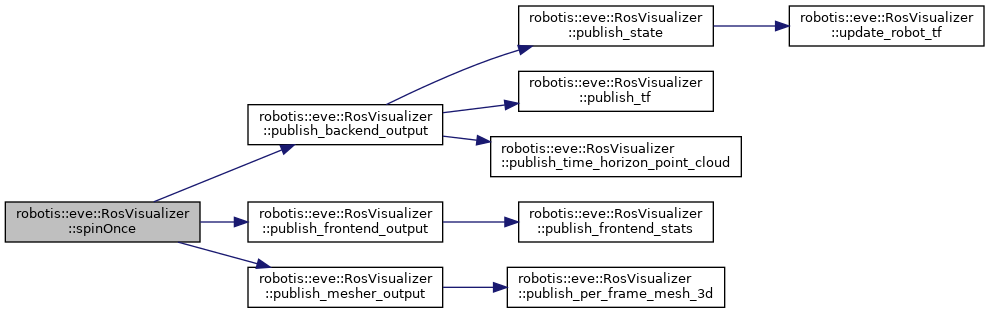 robotis::eve::RosVisualizer
::publish_state
robotis::eve::RosVisualizer
::update_robot_tf
robotis::eve::RosVisualizer
::publish_tf
robotis::eve::RosVisualizer
::publish_backend_output
robotis::eve::RosVisualizer
::publish_time_horizon_point_cloud
robotis::eve::RosVisualizer
::spinOnce
robotis::eve::RosVisualizer
::publish_frontend_output
robotis::eve::RosVisualizer
::publish_frontend_stats
robotis::eve::RosVisualizer
::publish_mesher_output
robotis::eve::RosVisualizer
::publish_per_frame_mesh_3d